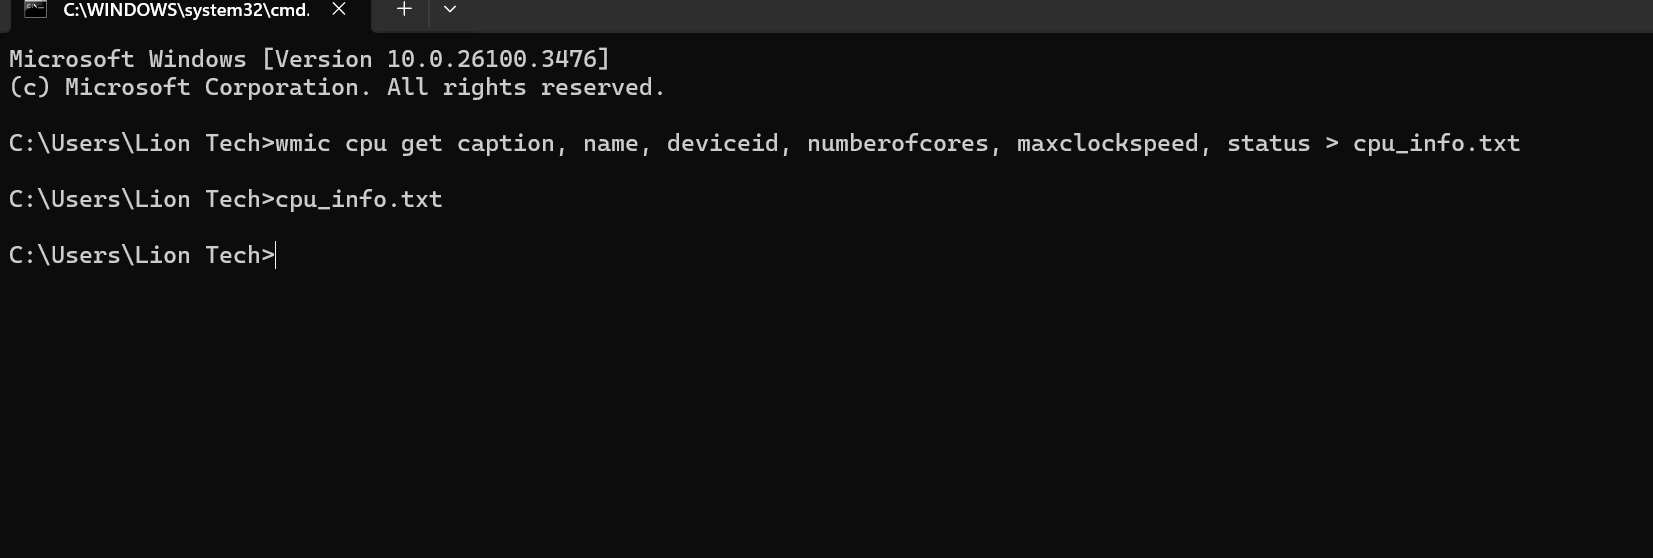 C:\WINDOWS\system32\cmd.
Microsoft Windows [Version 10.0.26100.3476]
(c) Microsoft Corporation. All rights reserved.
C:\Users\Lion Tech>wmic cpu get caption, name, deviceid, numberofcores, maxclockspeed, status > cpu_info.txt
C:\Users\Lion Tech>cpu_info.txt
C:\Users\Lion Tech>